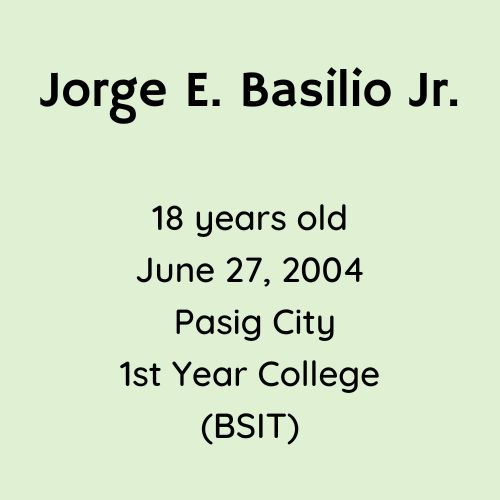 Jorge E. Basilio Jr.
18 years old
June 27, 2004
Pasig City
1st Year College
(BSIT)